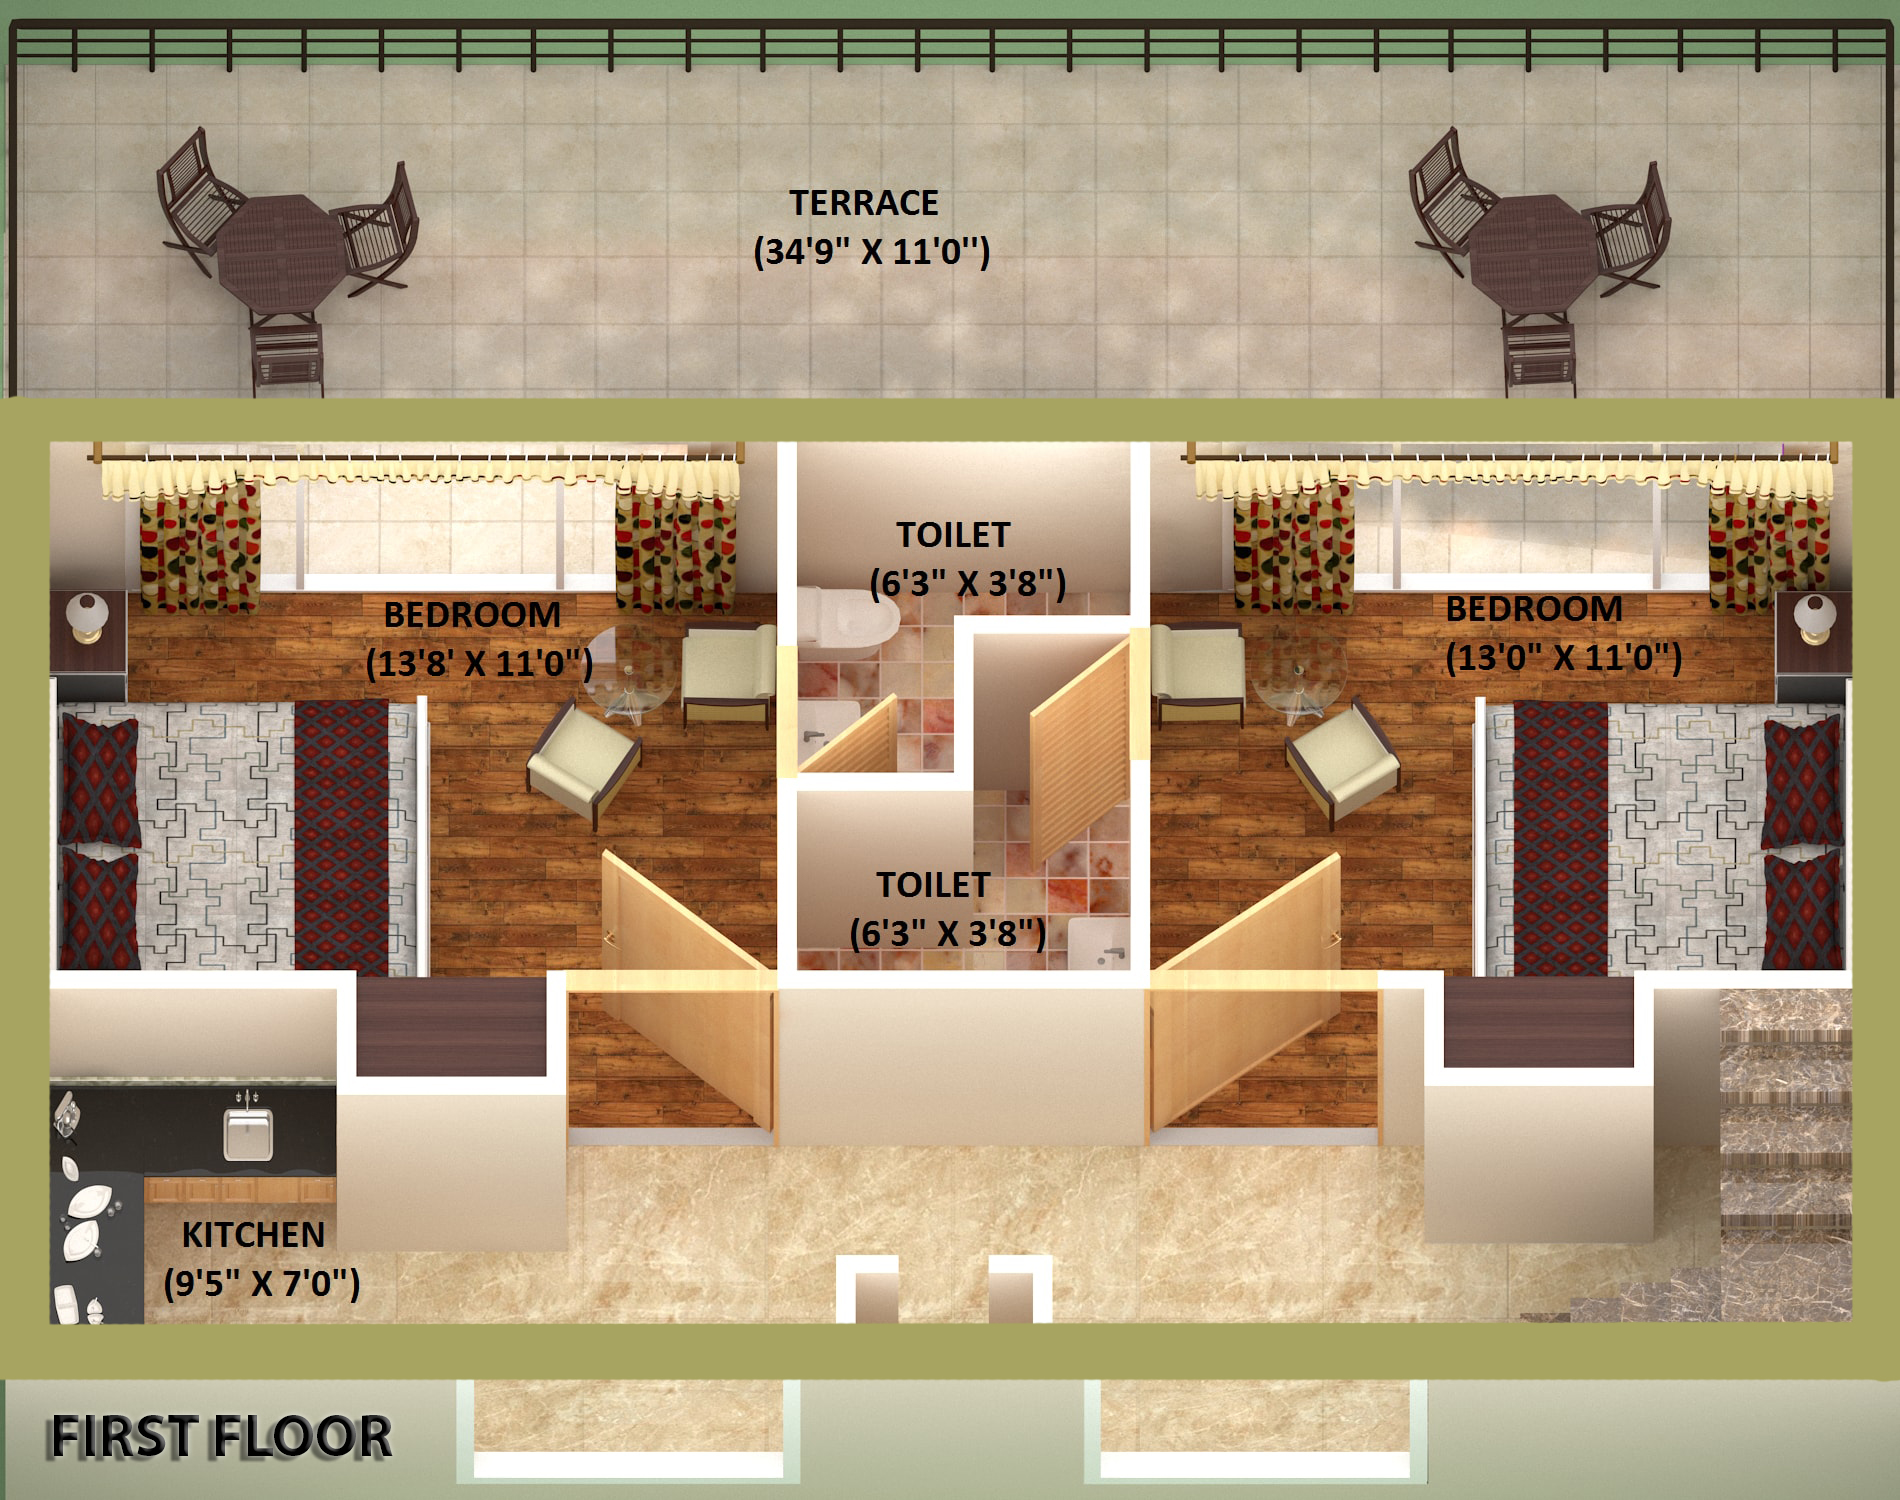 TERRACE
(34'9" X 11'0'')
TOILET
(6'3" X 3'8")
BEDROOM
(13'8' X 11'0")
BEDROOM
(13'0" X 11'0")
TOILET
(6'3" X 3'8")
KITCHEN
(9'5" X 7'0")
FIRST FLOOR